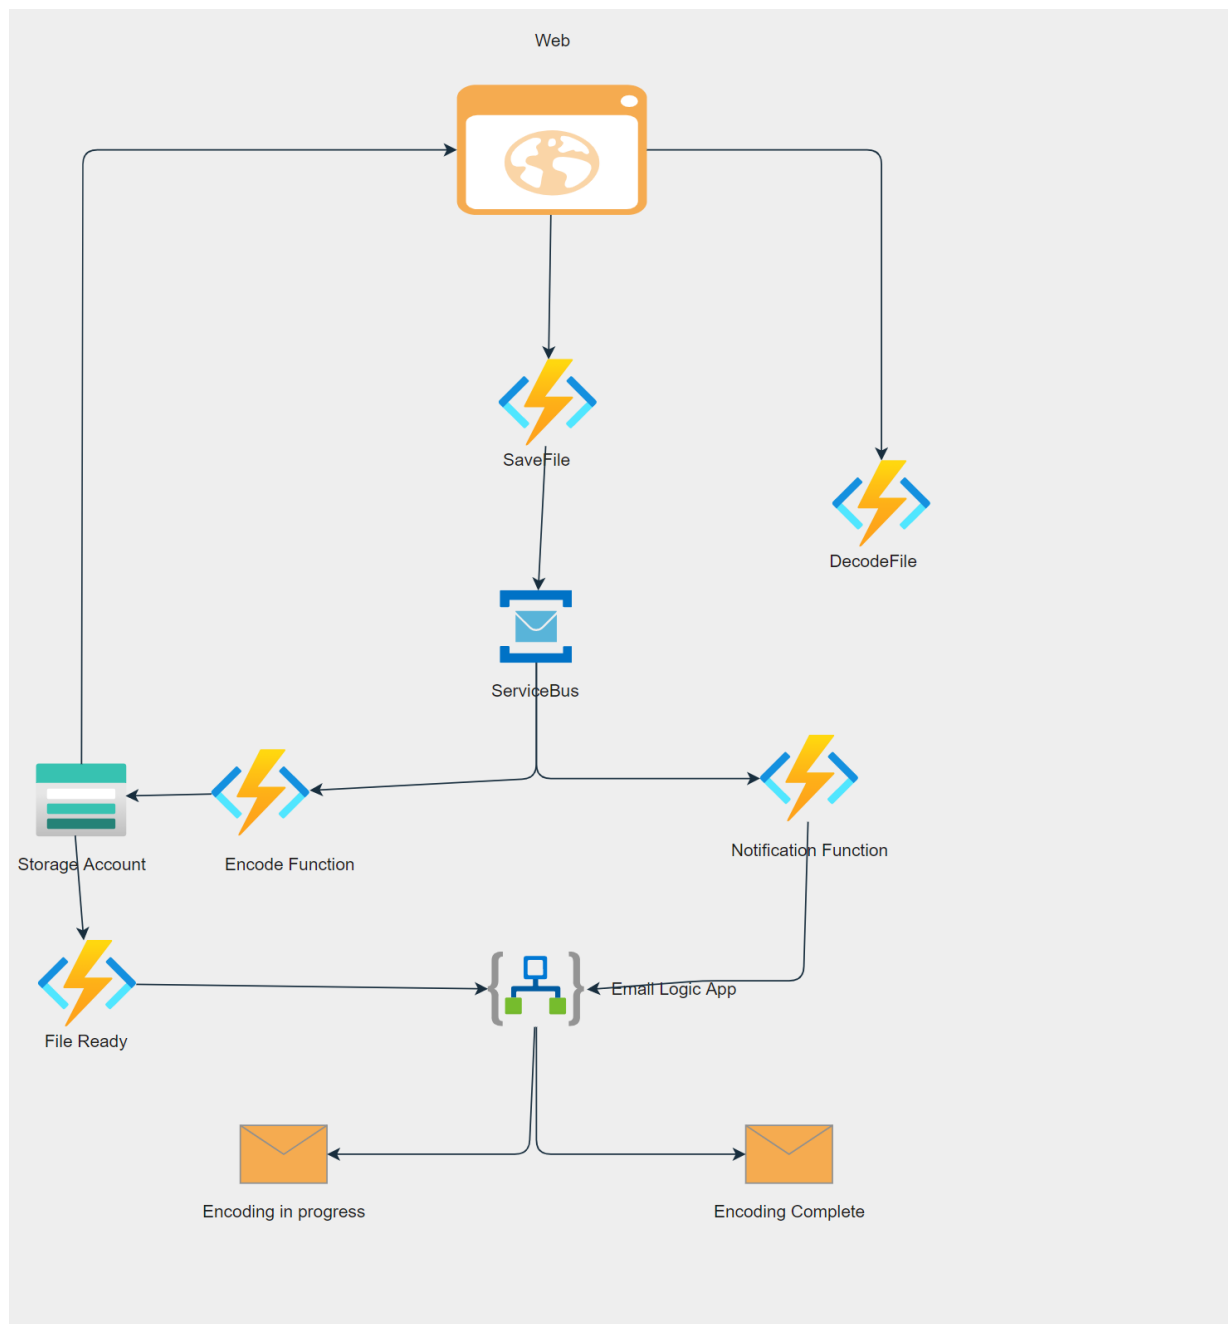 Web
SaveFile
DecodeFile
ServiceBus
Notification Function
Storage Account
Encode Function
Email Logic App
File Ready
Encoding in progress
Encoding Complete